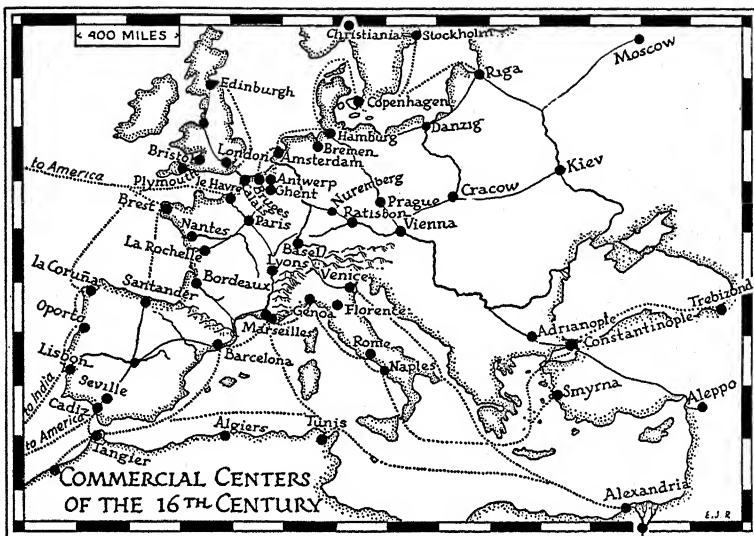 400 MILES
Christiania
Stockholm
Moscow
Riga
Edinburgh
Copenhagen
Danzig
Hamburg
Bremen
Bristol
London
Amsterdam
Kiev
to America
Plymouth
le Havre
Calais
Bruges
Antwerp
Ghent
Nuremberg
Prague
Cracow
Brest
Paris
Ratisbon
Vienna
Nantes
La Rochelle
Basel
Lyons
la Coruña
Santander
Bordeaux
Venice
Trebizond
Oporto
Marseilles
Genoa
Florence
Adrianople
Constantinople
Lisbon
Barcelona
Rome
Naples
Seville
Smyrna
Aleppo
to India
Cadiz
to America
Algiers
Tunis
Tangier
COMMERCIAL CENTERS
OF THE 16TH CENTURY
Alexandria
E.J.R.